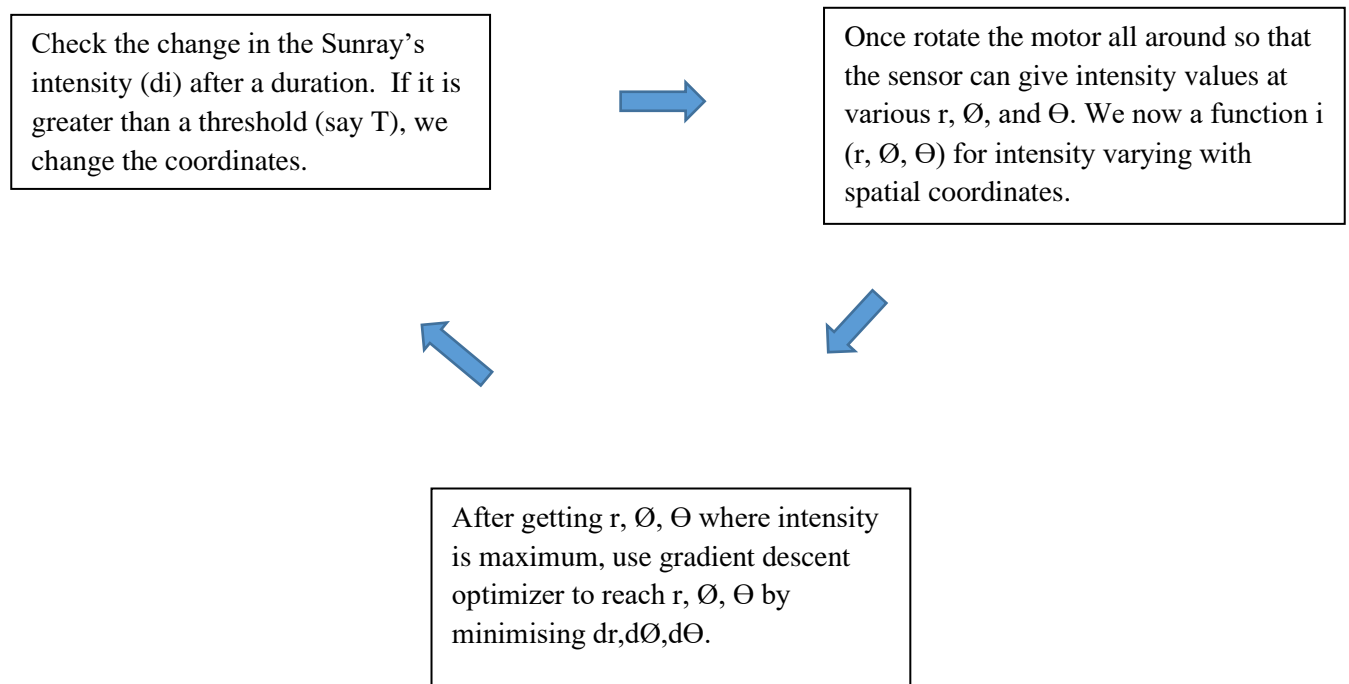 Check the change in the Sunray’s
intensity (di) after a duration.  If it is
greater than a threshold (say T), we
change the coordinates.
Once rotate the motor all around so that
the sensor can give intensity values at
various r, Ø, and Ɵ. We now a function i
(r, Ø, Ɵ) for intensity varying with
spatial coordinates.
After getting r, Ø, Ɵ where intensity
is maximum, use gradient descent
optimizer to reach r, Ø, Ɵ by
minimising dr,dØ,dƟ.